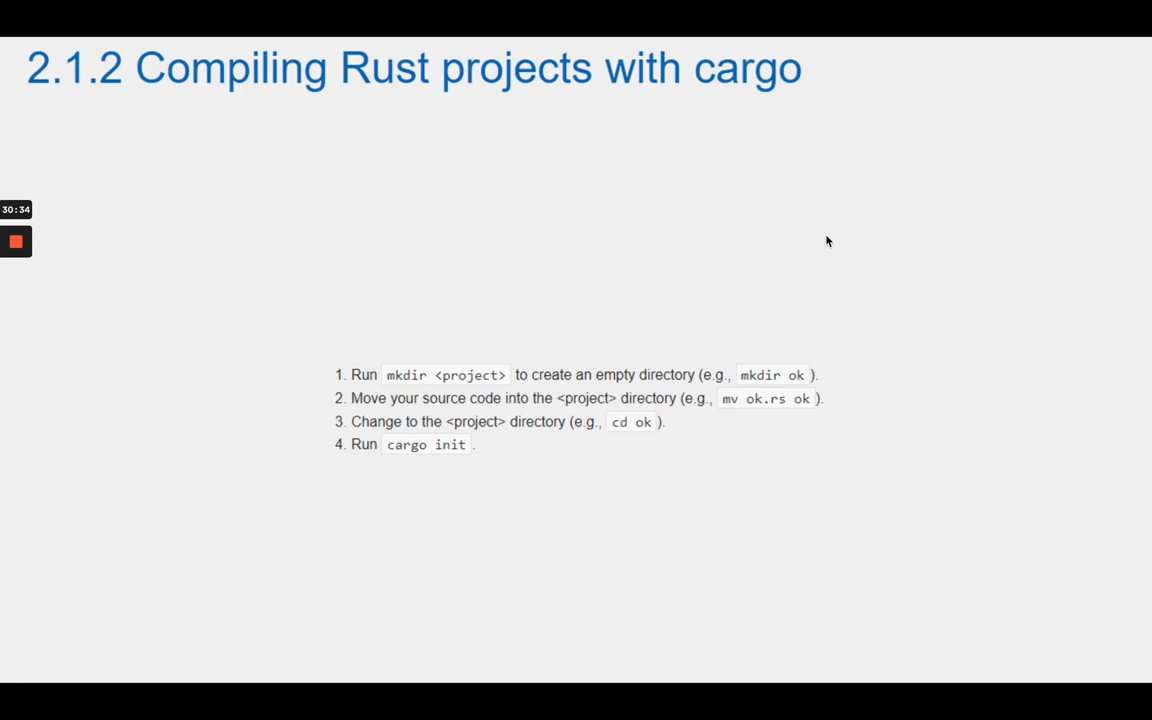 2.1.2 Compiling Rust projects with cargo
30:34
1. Run mkdir <project> to create an empty directory (e.g., mkdir ok ).
2. Move your source code into the <project> directory (e.g., mv ok.rs ok ).
3. Change to the <project> directory (e.g., cd ok ).
4. Run cargo init .